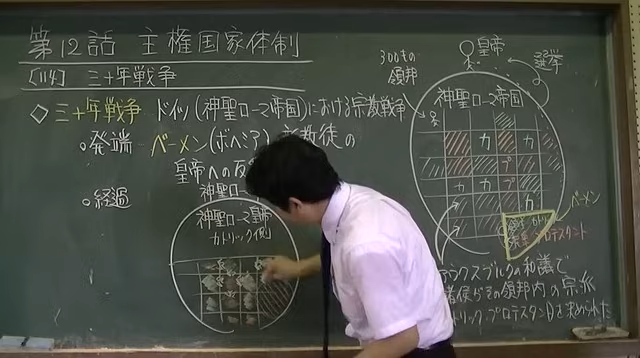 第12話 主権国家体制
[114] 三十年戦争
◇三十年戦争 ドイツ(神聖ローマ帝国)における宗教戦争
○発端 ベーメン(ボヘミア)新教徒の
皇帝への反
○経過
神聖ロー
神聖ローマ皇帝
カトリック側
300もの
領邦
皇帝
選挙
神聖ローマ帝国
カ
カ プ
カ プ
カ カ
ベーメン
カトリ
プロテスタント
アウクスブルクの和議で
諸侯らその領邦内の宗派
トリック、プロテスタント)を決められた